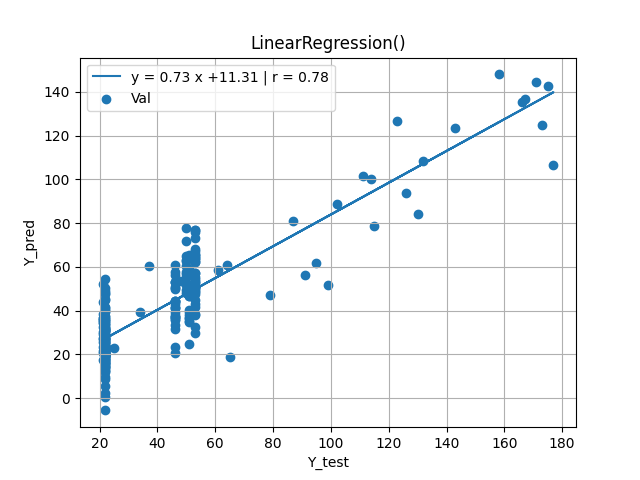 LinearRegression()
y = 0.73 x +11.31 | r = 0.78
Val
140
120
100
80
60
40
20
0
Y_pred
20 40 60 80 100 120 140 160 180
Y_test